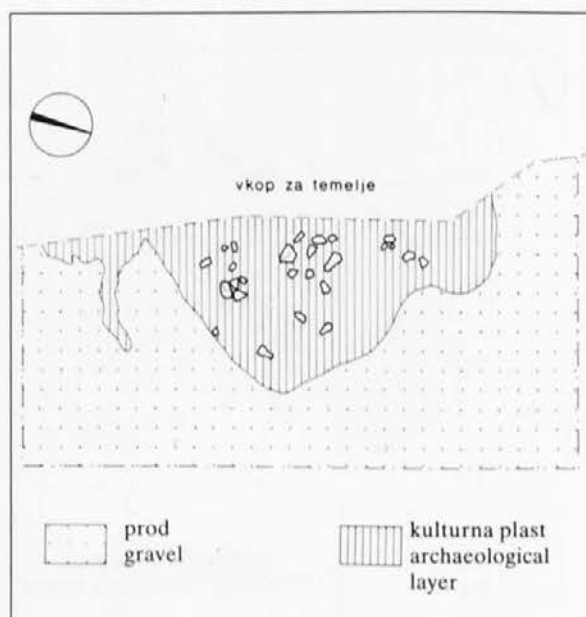 vkop za temelje
prod
gravel
kulturna plast
archaeological
layer